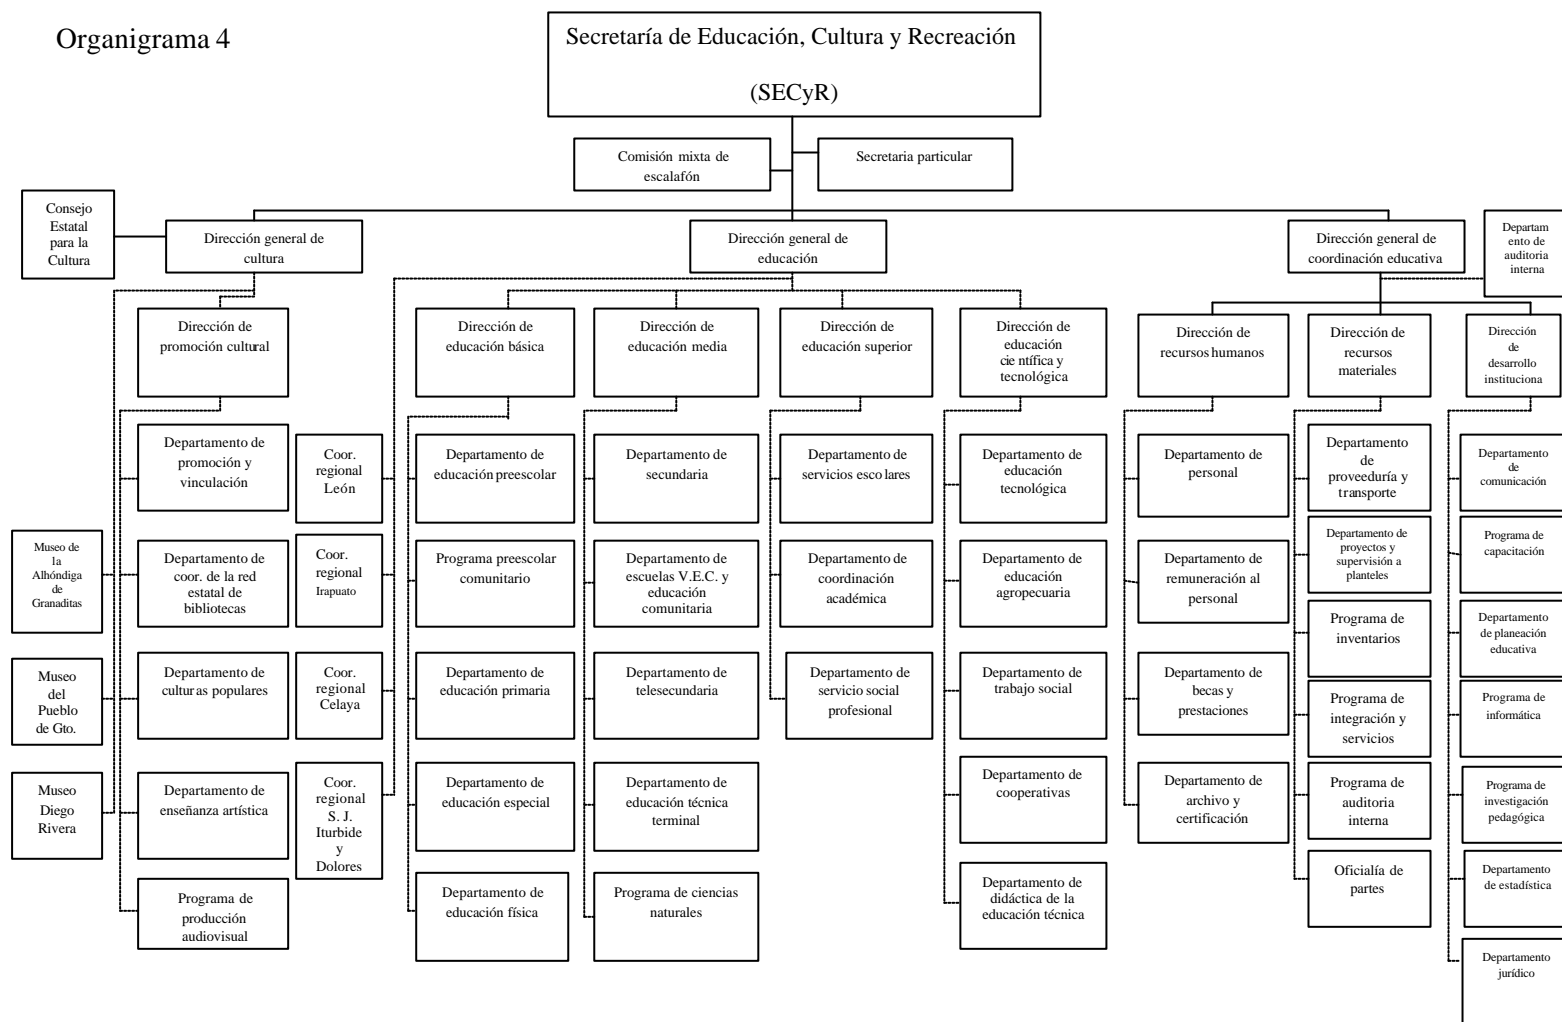 Organigrama 4
Secretaría de Educación, Cultura y Recreación
(SECyR)
Comisión mixta de
escalafón
Secretaria particular
Consejo
Estatal
para la
Cultura
Dirección general de
cultura
Dirección general de
educación
Dirección general de
coordinación educativa
Departam
ento de
auditoria
interna
Dirección de
promoción cultural
Dirección de
educación básica
Dirección de
educación media
Dirección de
educación superior
Dirección de
educación
cie ntífica y
tecnológica
Dirección de
recursos humanos
Dirección de
recursos
materiales
Dirección
de
desarrollo
instituciona
Departamento de
promoción y
vinculación
Coor.
regional
León
Departamento de
educación preescolar
Departamento de
secundaria
Departamento de
servicios escolares
Departamento de
educación
tecnológica
Departamento de
personal
Departamento
de
proveeduría y
transporte
Departamento
de
comunicación
Museo de
la
Alhóndiga
de
Granaditas
Departamento de
coor. de la red
estatal de
bibliotecas
Coor.
regional
Irapuato
Programa preescolar
comunitario
Departamento de
escuelas V.E.C. y
educación
comunitaria
Departamento de
coordinación
académica
Departamento de
educación
agropecuaria
Departamento de
remuneración al
personal
Departamento de
proyectos y
supervisión a
planteles
Programa de
capacitación
Programa de
inventarios
Departamento
de planeación
educativa
Museo
del
Pueblo
de Gto.
Departamento de
culturas populares
Coor.
regional
Celaya
Departamento de
educación primaria
Departamento de
telesecundaria
Departamento de
servicio social
profesional
Departamento de
trabajo social
Departamento de
becas y
prestaciones
Programa de
integración y
servicios
Programa de
informática
Museo
Diego
Rivera
Departamento de
enseñanza artística
Coor.
regional
S. J.
Iturbide
y
Dolores
Departamento de
educación especial
Departamento de
educación técnica
terminal
Departamento de
cooperativas
Departamento de
archivo y
certificación
Programa de
auditoria
interna
Programa de
investigación
pedagógica
Programa de
producción
audiovisual
Departamento de
educación física
Programa de ciencias
naturales
Departamento de
didáctica de la
educación técnica
Oficialía de
partes
Departamento
de estadística
Departamento
jurídico